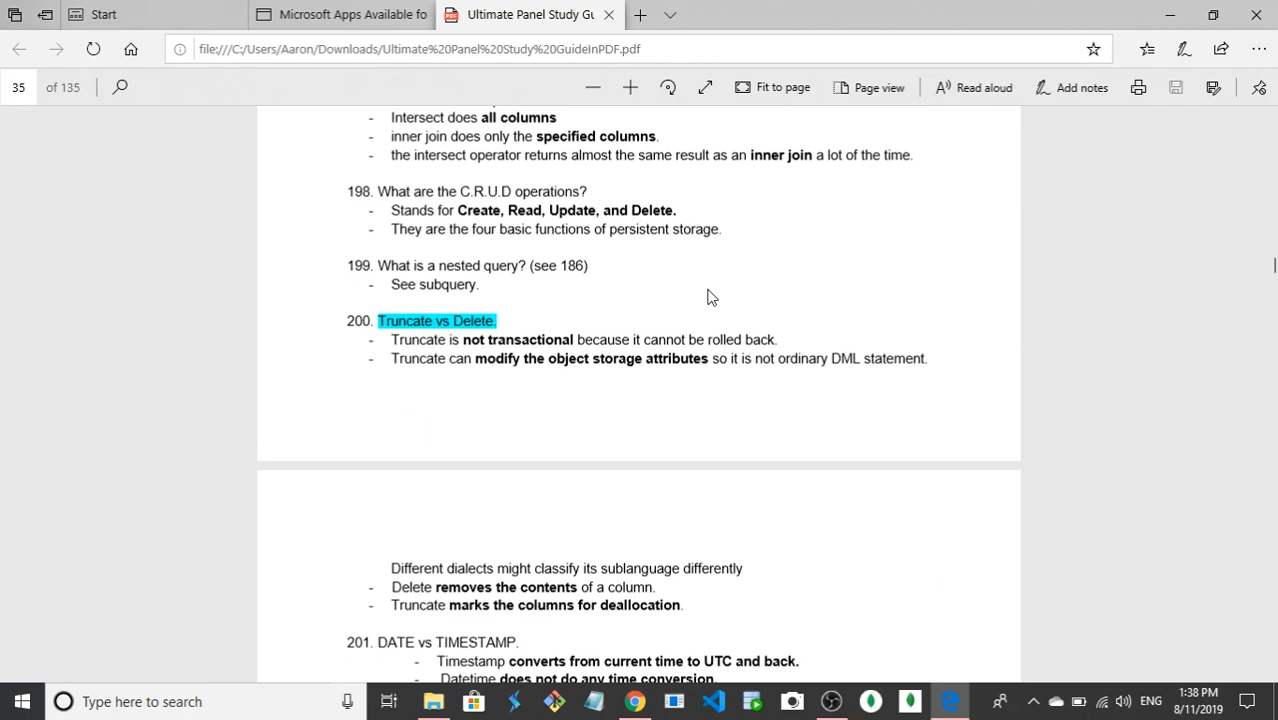 Start
Microsoft Apps Available fo
PDF
Ultimate Panel Study Gu
file:///C:/Users/Aaron/Downloads/Ultimate%20Panel%20Study%20GuideInPDF.pdf
35 of 135
Fit to page
Page view
Read aloud
Add notes
- Intersect does all columns
- inner join does only the specified columns.
- the intersect operator returns almost the same result as an inner join a lot of the time.
198. What are the C.R.U.D operations?
- Stands for Create, Read, Update, and Delete.
- They are the four basic functions of persistent storage.
199. What is a nested query? (see 186)
- See subquery.
200. Truncate vs Delete.
- Truncate is not transactional because it cannot be rolled back.
- Truncate can modify the object storage attributes so it is not ordinary DML statement.
Different dialects might classify its sublanguage differently
- Delete removes the contents of a column.
- Truncate marks the columns for deallocation.
201. DATE vs TIMESTAMP.
- Timestamp converts from current time to UTC and back.
- Datetime does not do any time conversion.
Type here to search
ENG
1:38 PM
8/11/2019